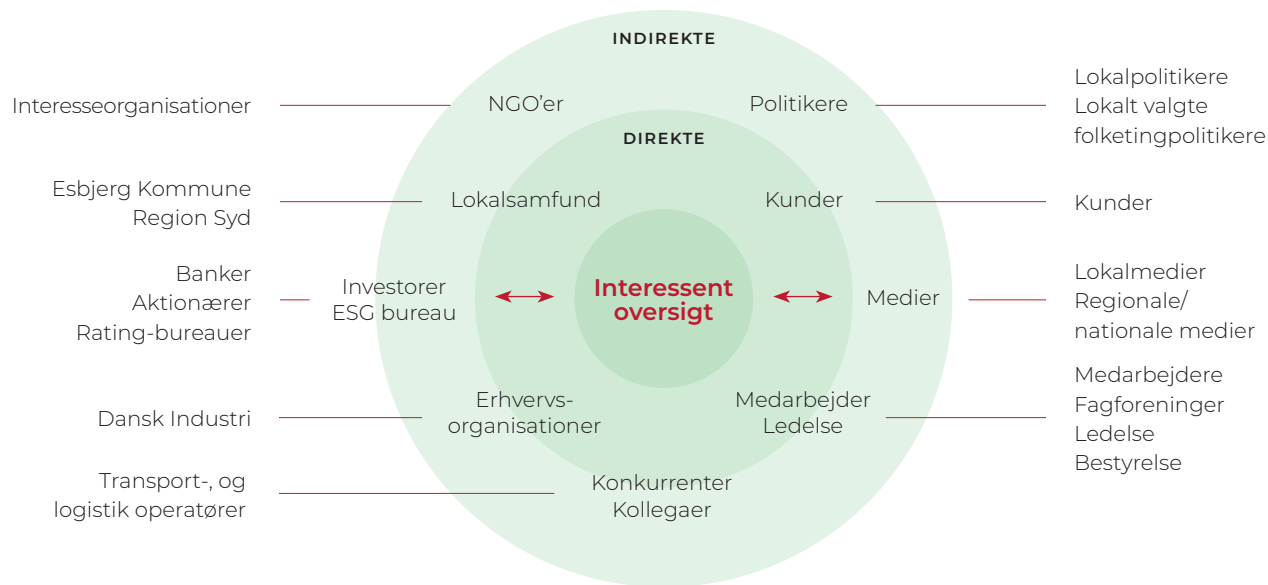 INDIREKTE
Interesseorganisationer
NGO’er
Politikere
Lokalpolitikere
Lokalt valgte
folketingpolitikere
DIREKTE
Esbjerg Kommune
Region Syd
Lokalsamfund
Kunder
Kunder
Banker
Aktionærer
Rating-bureauer
Investorer
ESG bureau
Interessent
oversigt
Medier
Lokalmedier
Regionale/
nationale medier
Dansk Industri
Erhvervs-
organisationer
Medarbejder
Ledelse
Medarbejdere
Fagforeninger
Ledelse
Bestyrelse
Transport-, og
logistik operatører
Konkurrenter
Kollegaer